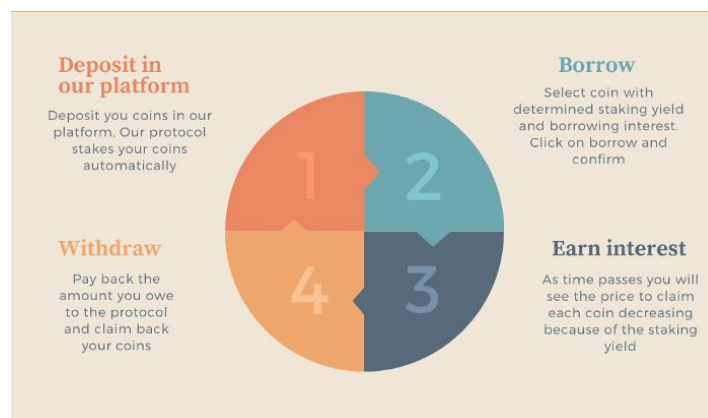 Deposit in
our platform
Deposit you coins in our
platform. Our protocol
stakes your coins
automatically
1
Borrow
Select coin with
determined staking yield
and borrowing interest.
Click on borrow and
confirm
2
Earn interest
As time passes you will
see the price to claim
each coin decreasing
because of the staking
yield
3
Withdraw
Pay back the
amount you owe
to the protocol
and claim back
your coins
4